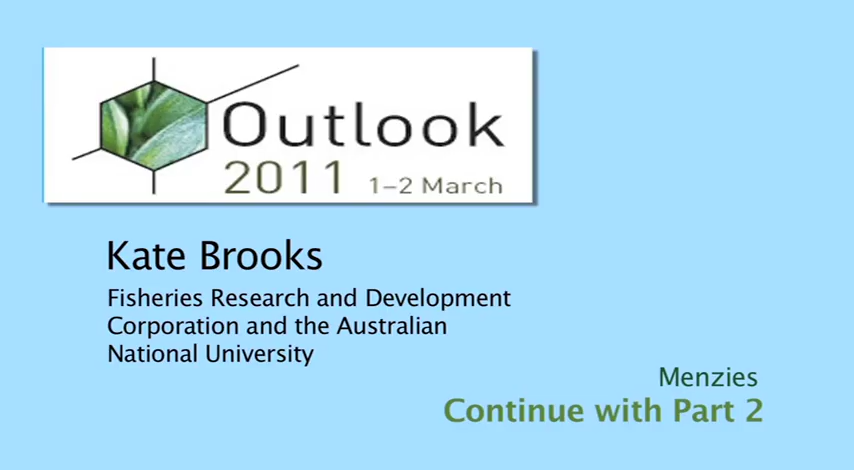 Outlook
2011 1–2 March
Kate Brooks
Fisheries Research and Development
Corporation and the Australian
National University
Menzies
Continue with Part 2